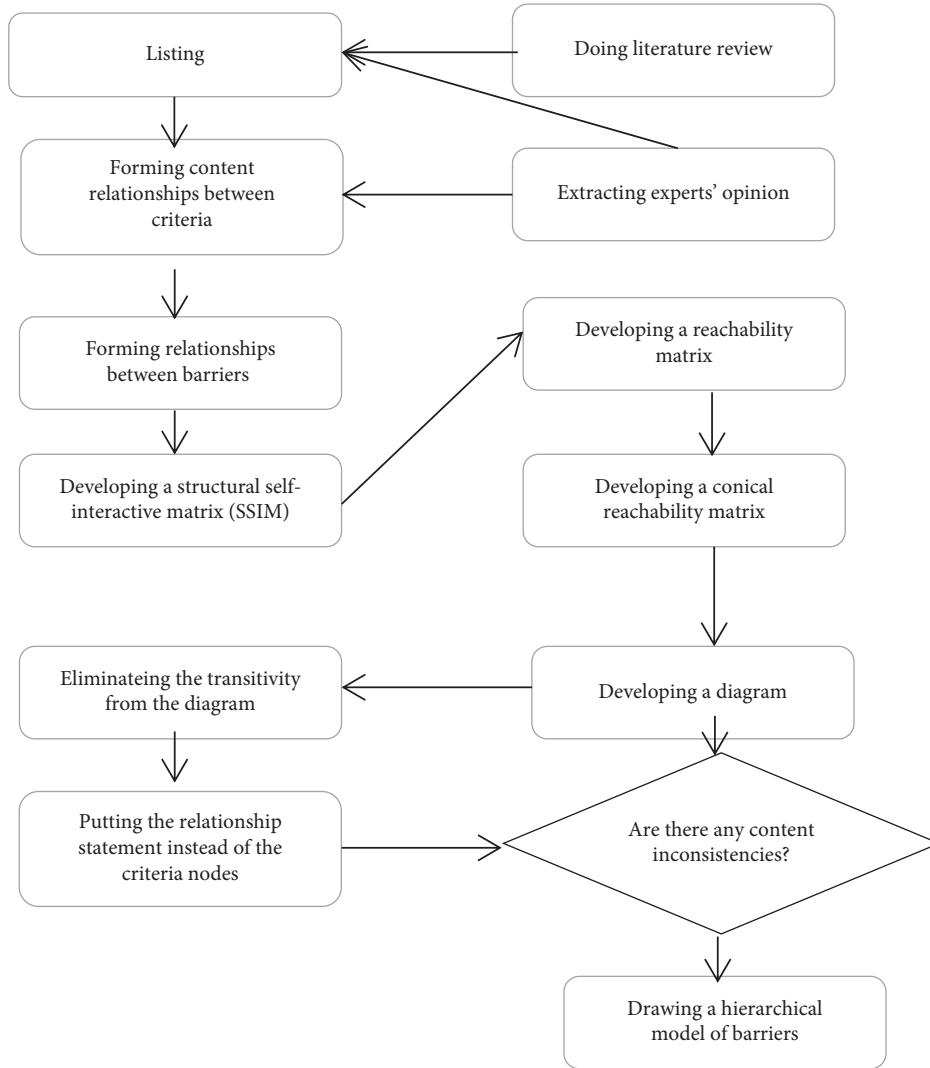 Listing
Doing literature review
Forming content
relationships between
criteria
Extracting experts’ opinion
Forming relationships
between barriers
Developing a reachability
matrix
Developing a structural self-
interactive matrix (SSIM)
Developing a conical
reachability matrix
Eliminateing the transitivity
from the diagram
Developing a diagram
Putting the relationship
statement instead of the
criteria nodes
Are there any content
inconsistencies?
Drawing a hierarchical
model of barriers